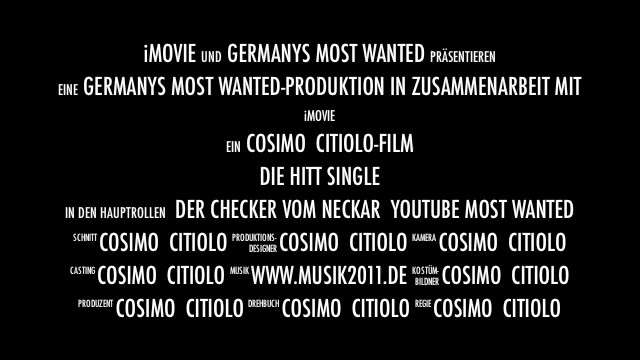 iMOVIE UND GERMANYS MOST WANTED PRÄSENTIEREN
EINE GERMANYS MOST WANTED-PRODUKTION IN ZUSAMMENARBEIT MIT
iMOVIE
EIN COSIMO CITIOLO-FILM
DIE HITT SINGLE
IN DEN HAUPTROLLEN DER CHECKER VOM NECKAR YOUTUBE MOST WANTED
SCHNITT COSIMO CITIOLO PRODUKTIONS-DESIGNER COSIMO CITIOLO KAMERA COSIMO CITIOLO
CASTING COSIMO CITIOLO MUSIK WWW.MUSIK2011.DE KOSTÜM-BILDNER COSIMO CITIOLO
PRODUZENT COSIMO CITIOLO DREHBUCH COSIMO CITIOLO REGIE COSIMO CITIOLO